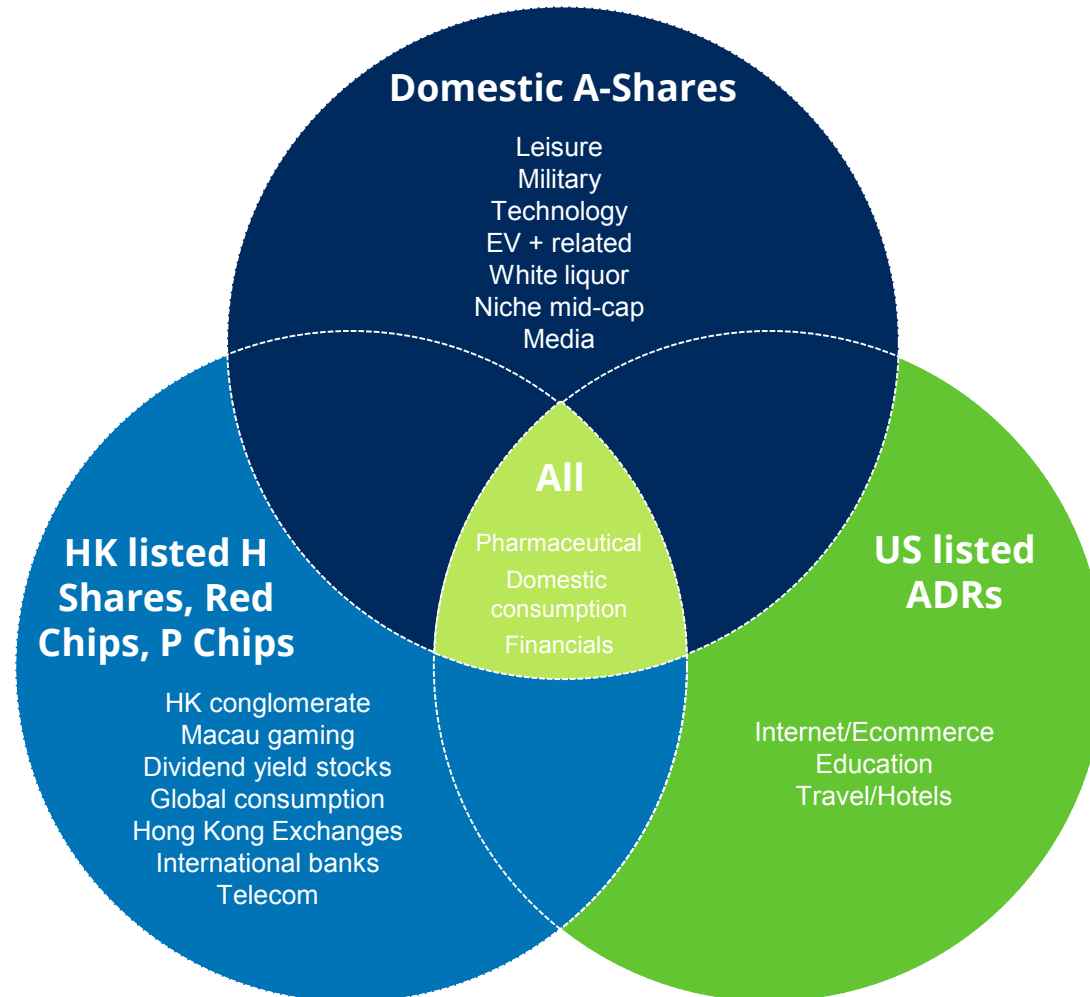 Domestic A-Shares
Leisure
Military
Technology
EV + related
White liquor
Niche mid-cap
Media
All
Pharmaceutical
Domestic
consumption
Financials
HK listed H
Shares, Red
Chips, P Chips
HK conglomerate
Macau gaming
Dividend yield stocks
Global consumption
Hong Kong Exchanges
International banks
Telecom
US listed
ADRs
Internet/Ecommerce
Education
Travel/Hotels